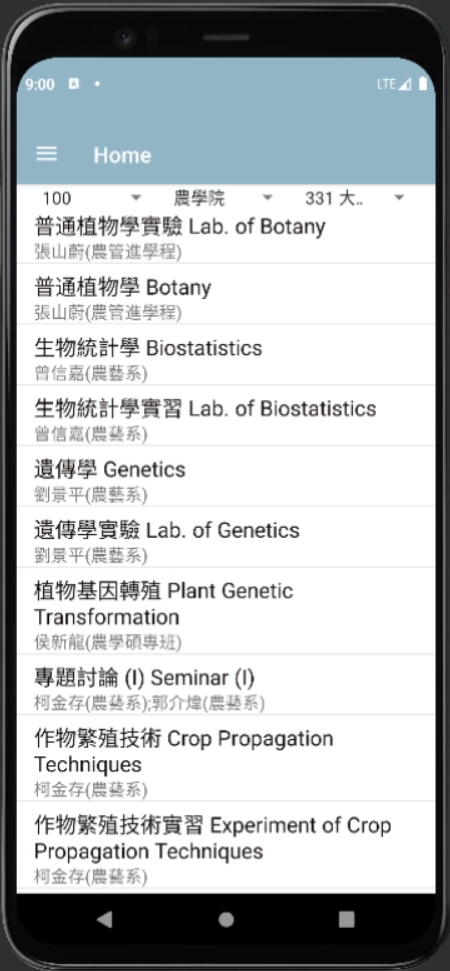 9:00
LTE
Home
100
農學院
331 大..
普通植物學實驗 Lab. of Botany
張山蔚(農管進學程)
普通植物學 Botany
張山蔚(農管進學程)
生物統計學 Biostatistics
曾信嘉(農藝系)
生物統計學實習 Lab. of Biostatistics
曾信嘉(農藝系)
遺傳學 Genetics
劉景平(農藝系)
遺傳學實驗 Lab. of Genetics
劉景平(農藝系)
植物基因轉殖 Plant Genetic
Transformation
侯新龍(農學碩專班)
專題討論 (I) Seminar (I)
柯金存(農藝系);郭介煒(農藝系)
作物繁殖技術 Crop Propagation
Techniques
柯金存(農藝系)
作物繁殖技術實習 Experiment of Crop
Propagation Techniques
柯金存(農藝系)